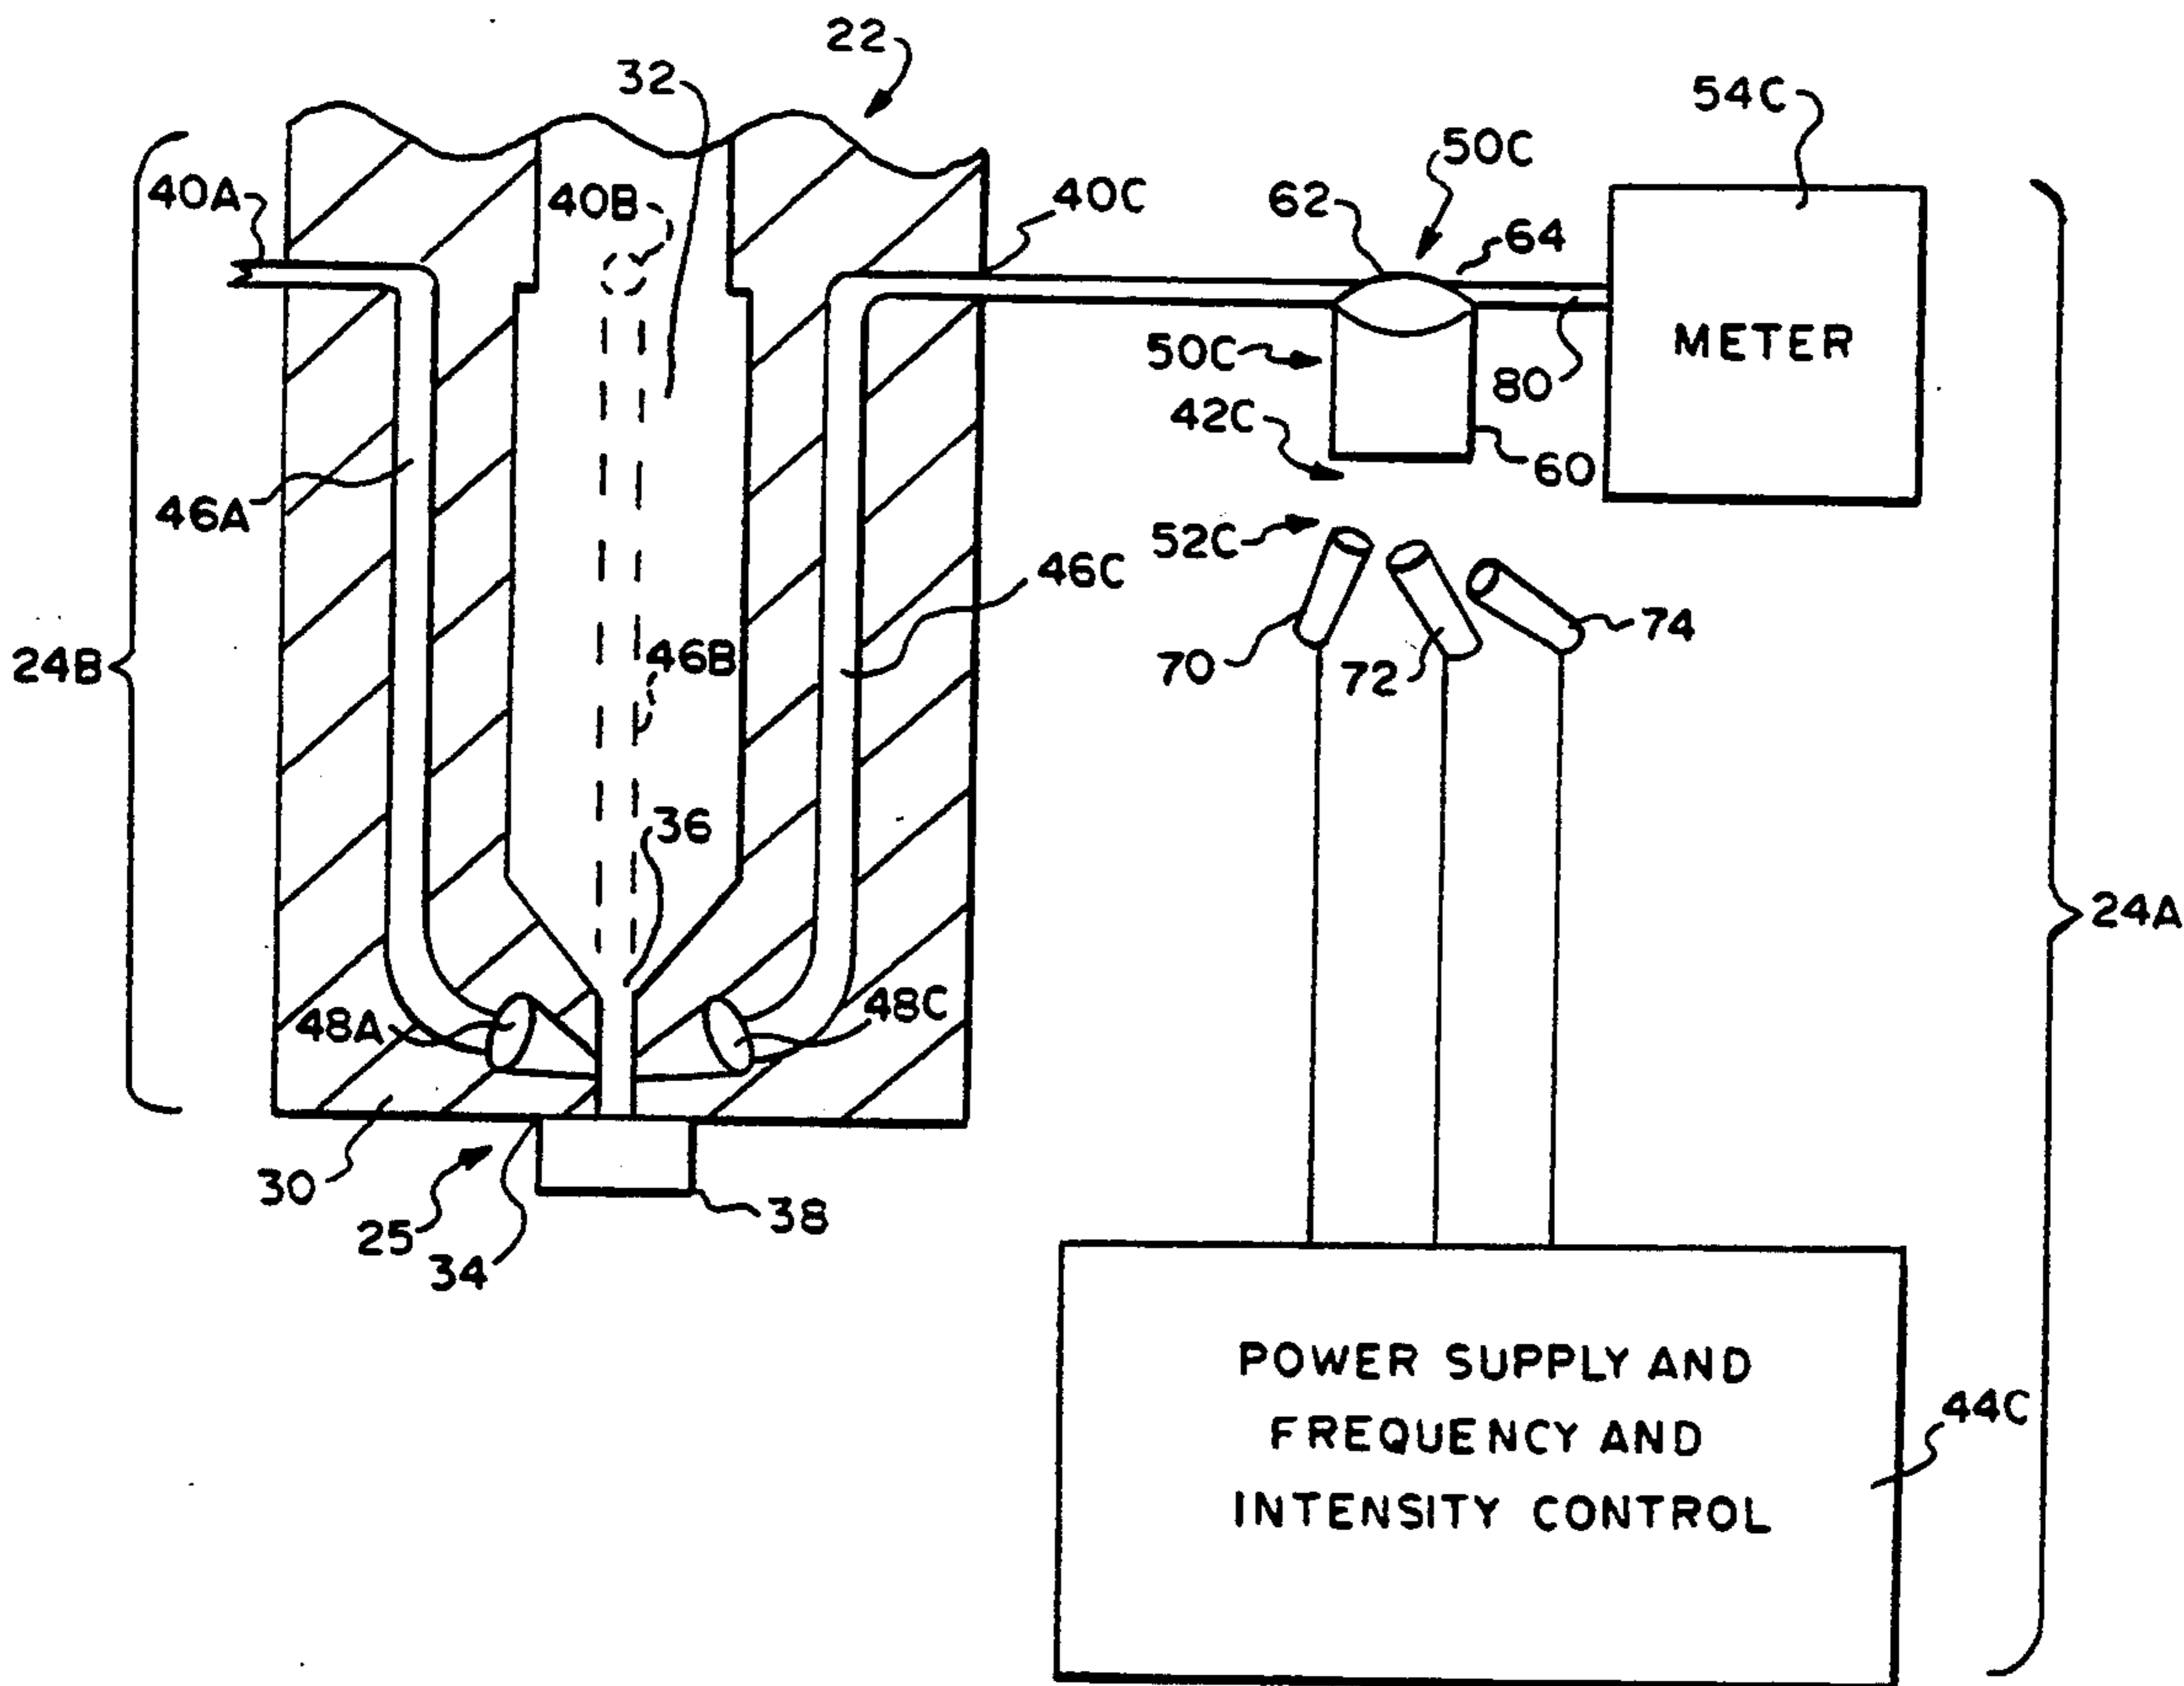 22
32
54C
50C
40A
40B
40C
62
64
METER
50C
80
42C
60
46A
52C
46C
24B
70
72
74
46B
36
24A
48A
48C
30
25
34
38
POWER SUPPLY AND
FREQUENCY AND
INTENSITY CONTROL
44C